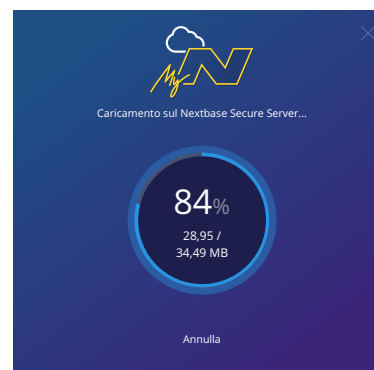 My N
Caricamento sul Nextbase Secure Server...
84%
28,95 /
34,49 MB
Annulla